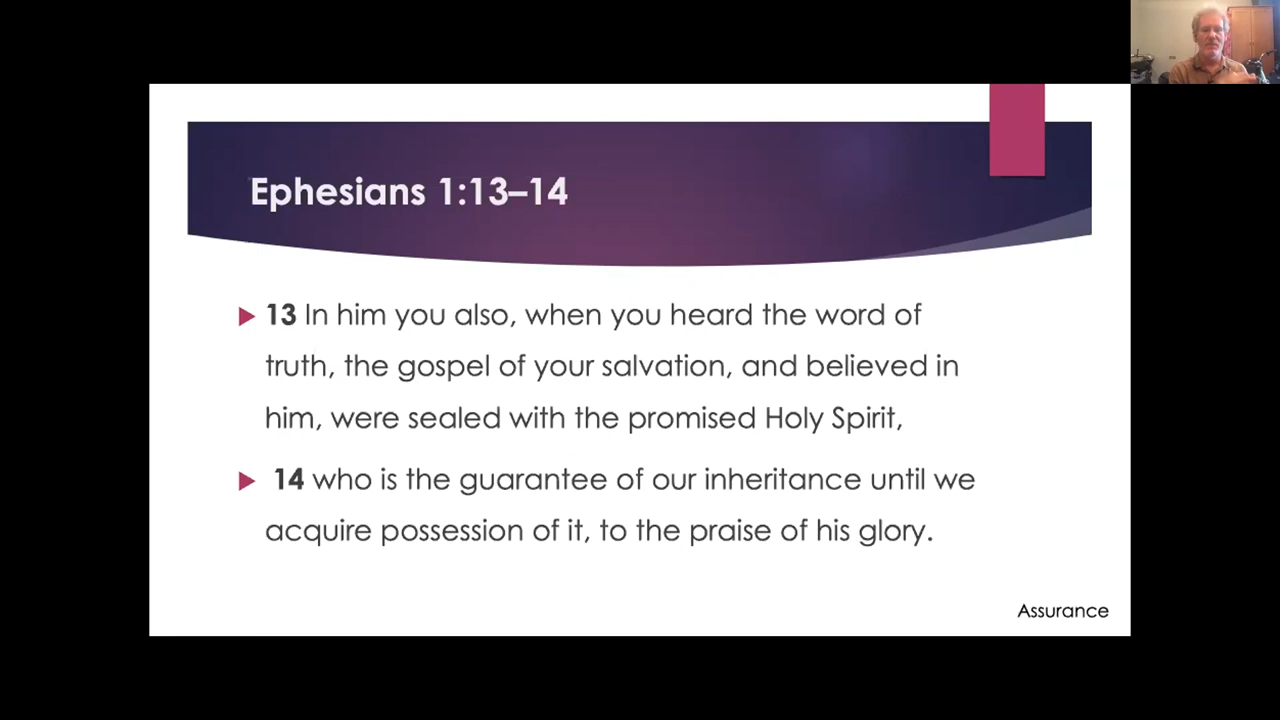 Ephesians 1:13–14
13 In him you also, when you heard the word of
truth, the gospel of your salvation, and believed in
him, were sealed with the promised Holy Spirit,
14 who is the guarantee of our inheritance until we
acquire possession of it, to the praise of his glory.
Assurance